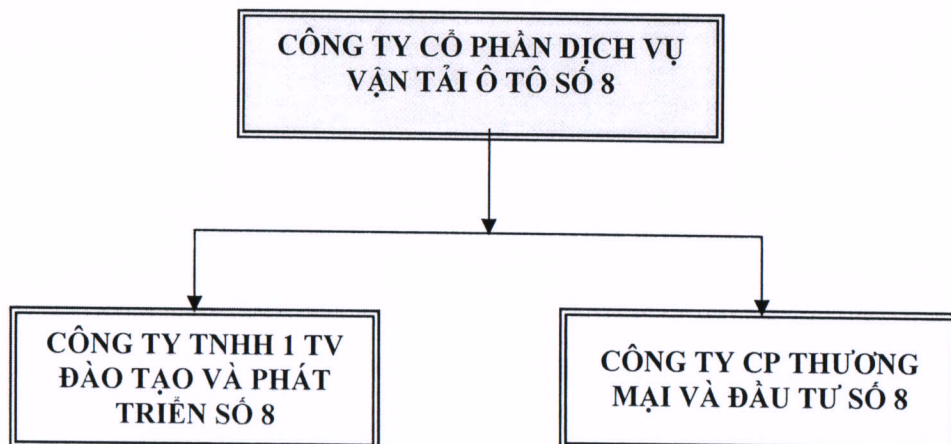 CÔNG TY CỔ PHẦN DỊCH VỤ
VẬN TẢI Ô TÔ SỐ 8
CÔNG TY TNHH 1 TV
ĐÀO TẠO VÀ PHÁT
TRIỂN SỐ 8
CÔNG TY CP THƯƠNG
MẠI VÀ ĐẦU TƯ SỐ 8